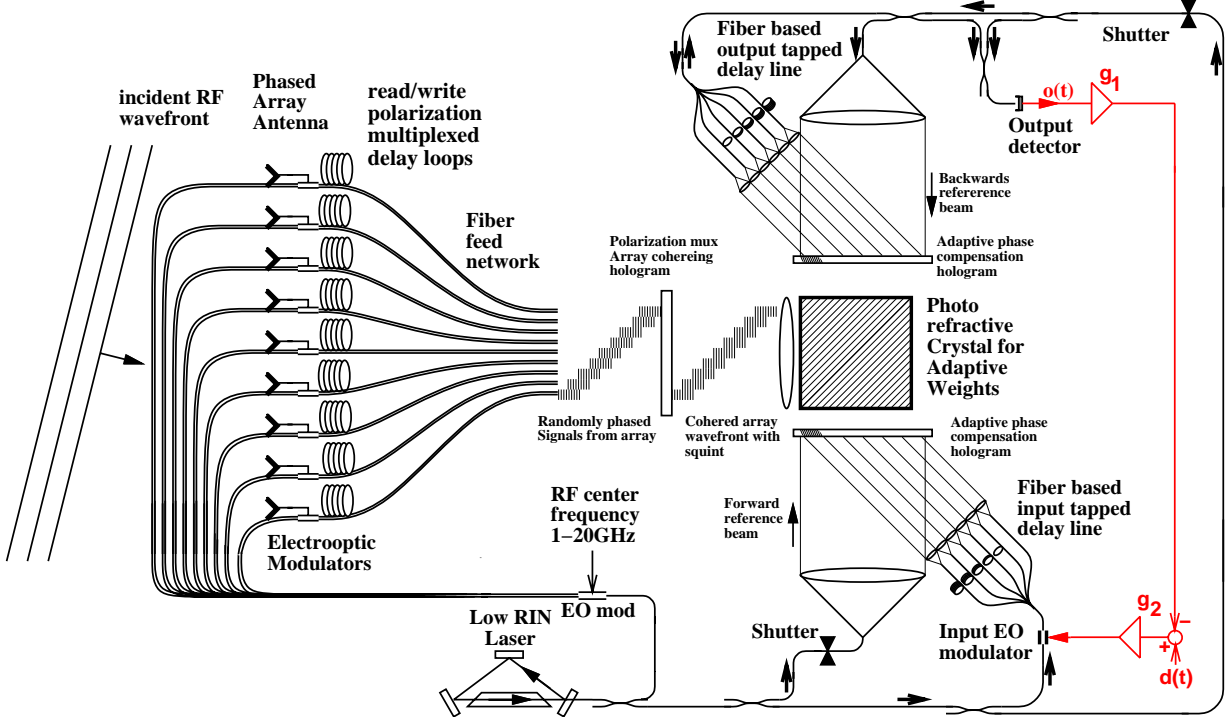 incident RF
wavefront
Phased
Array
Antenna
read/write
polarization
multiplexed
delay loops
Fiber
feed
network
Fiber based
output tapped
delay line
Shutter
g1
o(t)
Output
detector
Backwards
refererence
beam
Polarization mux
Array cohereing
hologram
Adaptive phase
compensation
hologram
Photo
refractive
Crystal for
Adaptive
Weights
Randomly phased
Signals from array
Cohered array
wavefront with
squint
Adaptive phase
compensation
hologram
Electrooptic
Modulators
RF center
frequency
1−20GHz
EO mod
Forward
reference
beam
Fiber based
input tapped
delay line
Low RIN
Laser
Shutter
Input EO
modulator
g2
−
+
d(t)